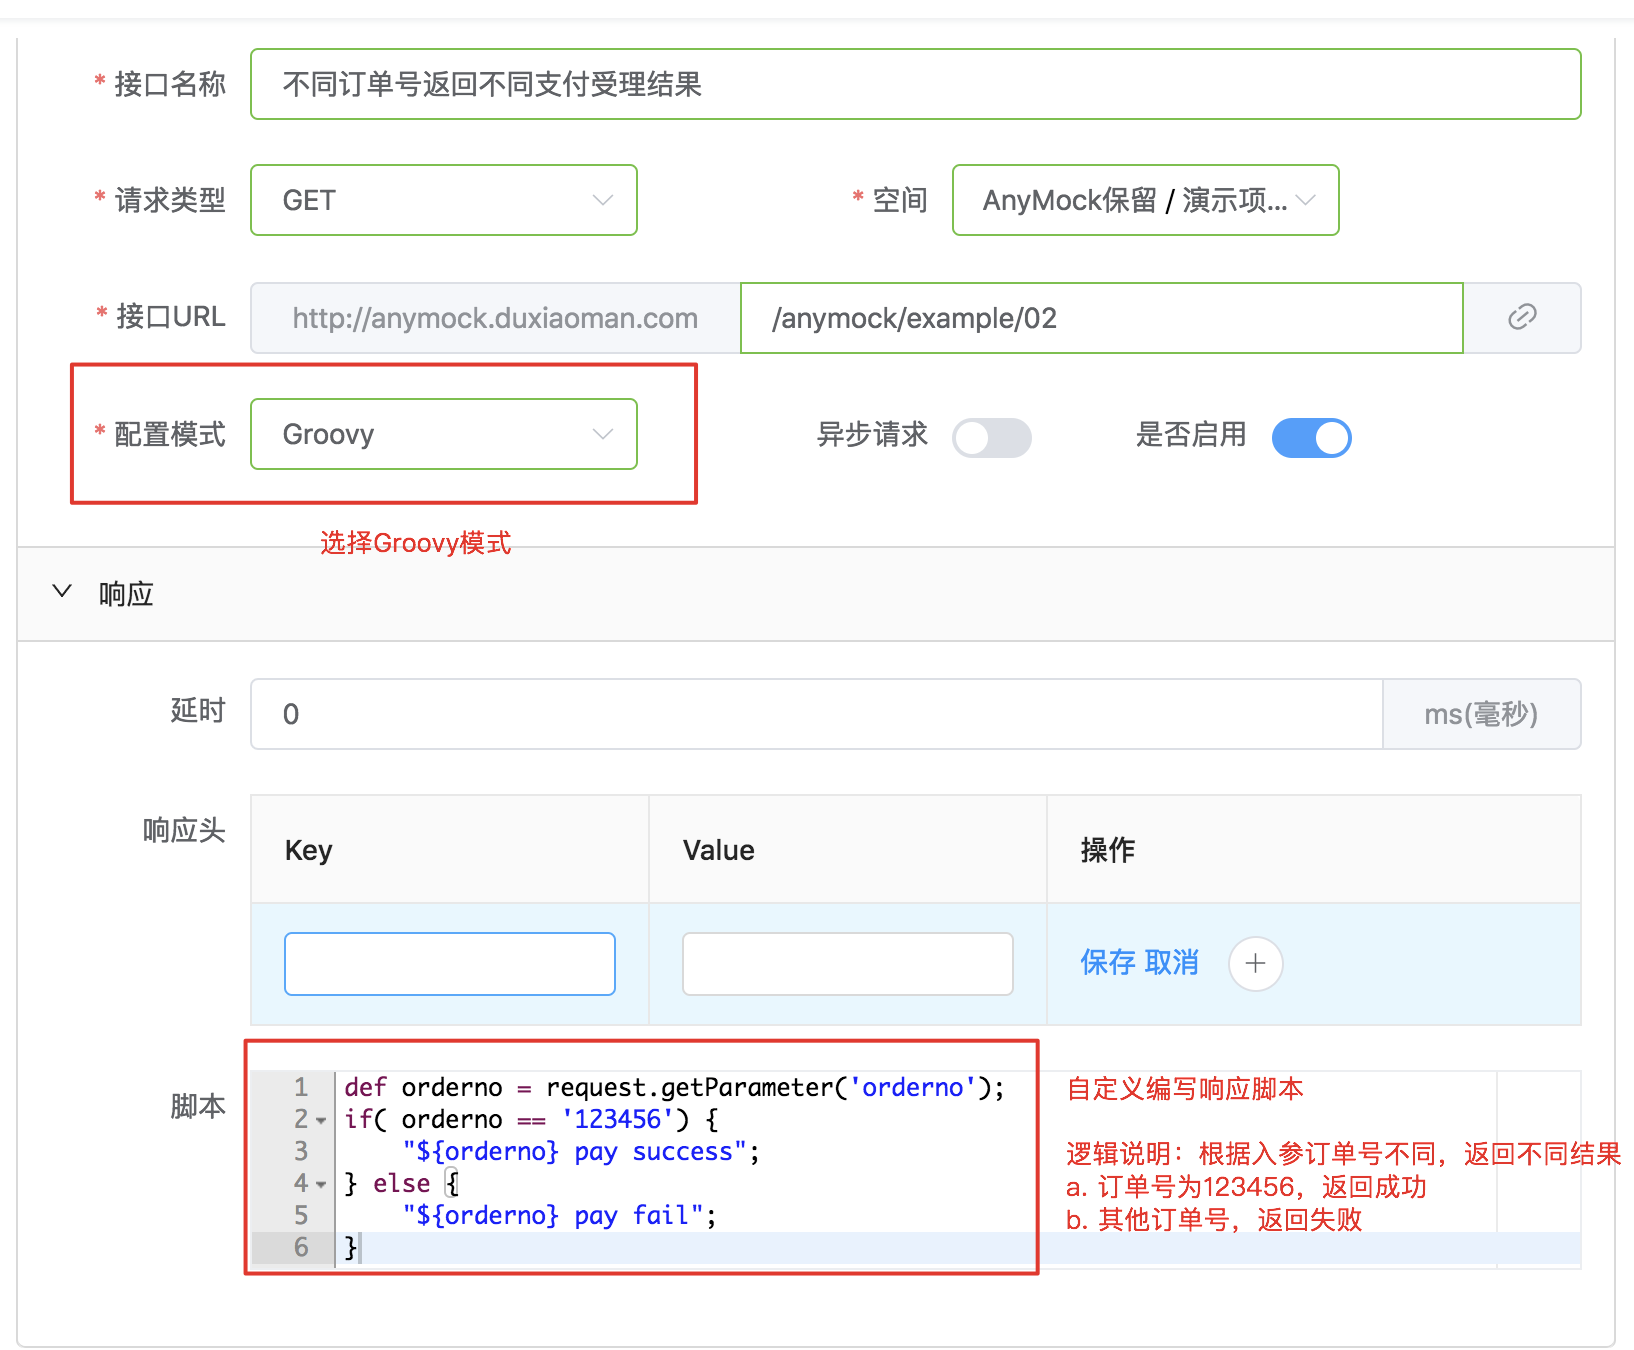 * 接口名称 不同订单号返回不同支付受理结果
* 请求类型 GET * 空间 AnyMock保留 / 演示项...
* 接口URL http://anymock.duxiaoman.com /anymock/example/02
* 配置模式 Groovy 异步请求 是否启用
选择Groovy模式
响应
延时 0 ms(毫秒)
响应头 Key Value 操作
保存 取消
脚本
1 def orderno = request.getParameter('orderno');
2 if( orderno == '123456') {
3 "${orderno} pay success";
4 } else {
5 "${orderno} pay fail";
6 }
自定义编写响应脚本
逻辑说明：根据入参订单号不同，返回不同结果
a. 订单号为123456，返回成功
b. 其他订单号，返回失败